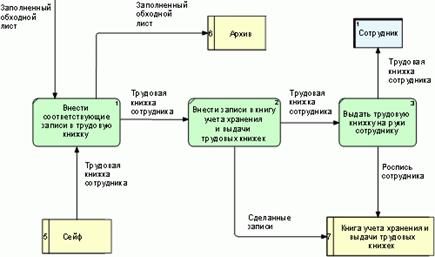 Заполненный
обходной
лист
Заполненный
обходной
лист
6
Архив
1
Сотрудник
Трудовая
книжка
сотрудника
1
Внести
соответствующие
записи в трудовую
книжку
Трудовая
книжка
сотрудника
2
Внести записи в книгу
учета хранения
и выдачи
трудовых книжек
Трудовая
книжка
сотрудника
3
Выдать трудовую
книжку на руки
сотруднику
Трудовая
книжка
сотрудника
Роспись
сотрудника
Сделанные
записи
5
Сейф
7
Книга учета хранения и
выдачи трудовых
книжек